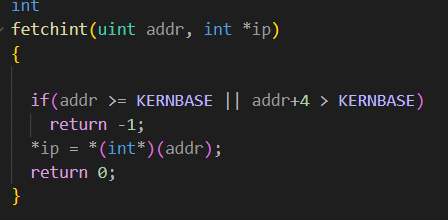 int
fetchint(uint addr, int *ip)
{
if(addr >= KERNBASE || addr+4 > KERNBASE)
return -1;
*ip = *(int*)(addr);
return 0;
}